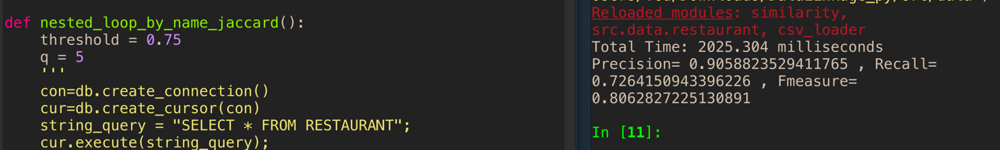 def nested_loop_by_name_jaccard():
    threshold = 0.75
    q = 5
    '''
    con=db.create_connection()
    cur=db.create_cursor(con)
    string_query = "SELECT * FROM RESTAURANT";
    cur.execute(string_query);
Reloaded modules: similarity,
src.data.restaurant, csv_loader
Total Time: 2025.304 milliseconds
Precision= 0.9058823529411765 , Recall=
0.7264150943396226 , Fmeasure=
0.8062827225130891
In [11]: